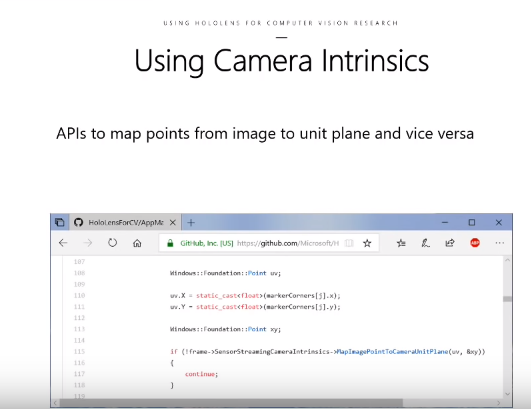 USING HOLOLENS FOR COMPUTER VISION RESEARCH
Using Camera Intrinsics
APIs to map points from image to unit plane and vice versa
HoloLensForCV/AppMa
GitHub, Inc. [US] https://github.com/Microsoft/H
ABP
107
108 Windows::Foundation::Point uv;
109
110 uv.X = static_cast<float>(markerCorners[j].x);
111 uv.Y = static_cast<float>(markerCorners[j].y);
112
113 Windows::Foundation::Point xy;
114
115 if (!frame->SensorStreamingCameraIntrinsics->MapImagePointToCameraUnitPlane(uv, &xy))
116 {
117 continue;
118 }
119